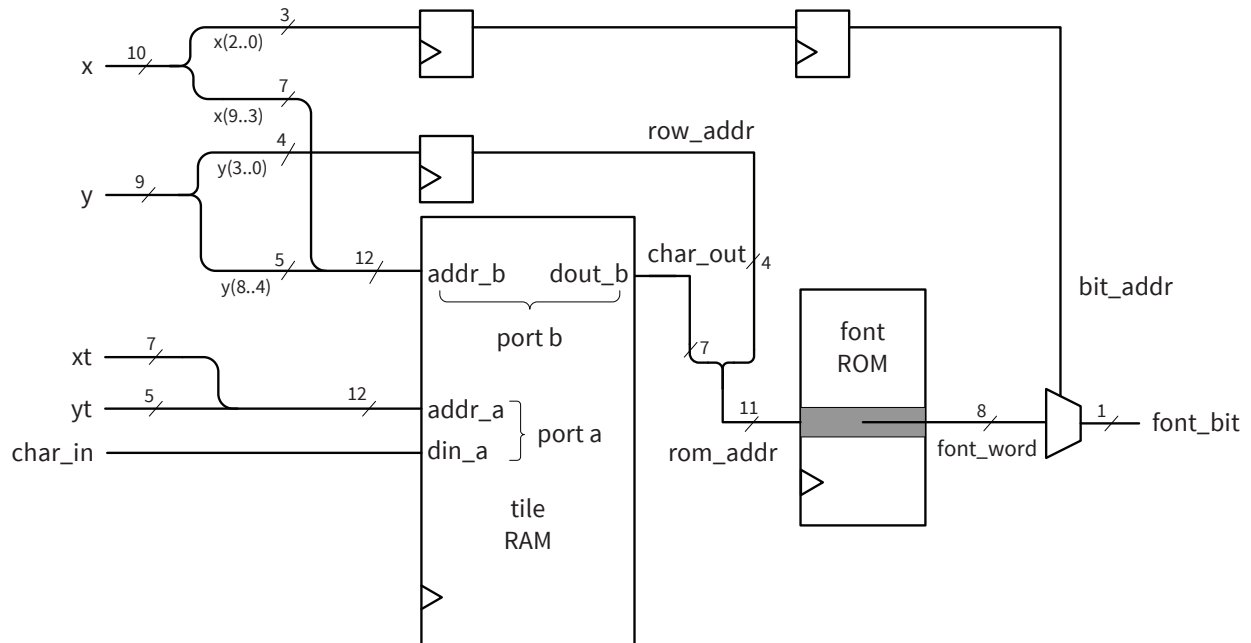 3
x(2..0)
10
x
7
x(9..3)
row_addr
4
y(3..0)
9
y
char_out
4
5
12
addr_b
dout_b
y(8..4)
bit_addr
port b
font
ROM
xt
7
7
yt
5
12
addr_a
port a
11
8
1
font_bit
char_in
din_a
rom_addr
font_word
tile
RAM